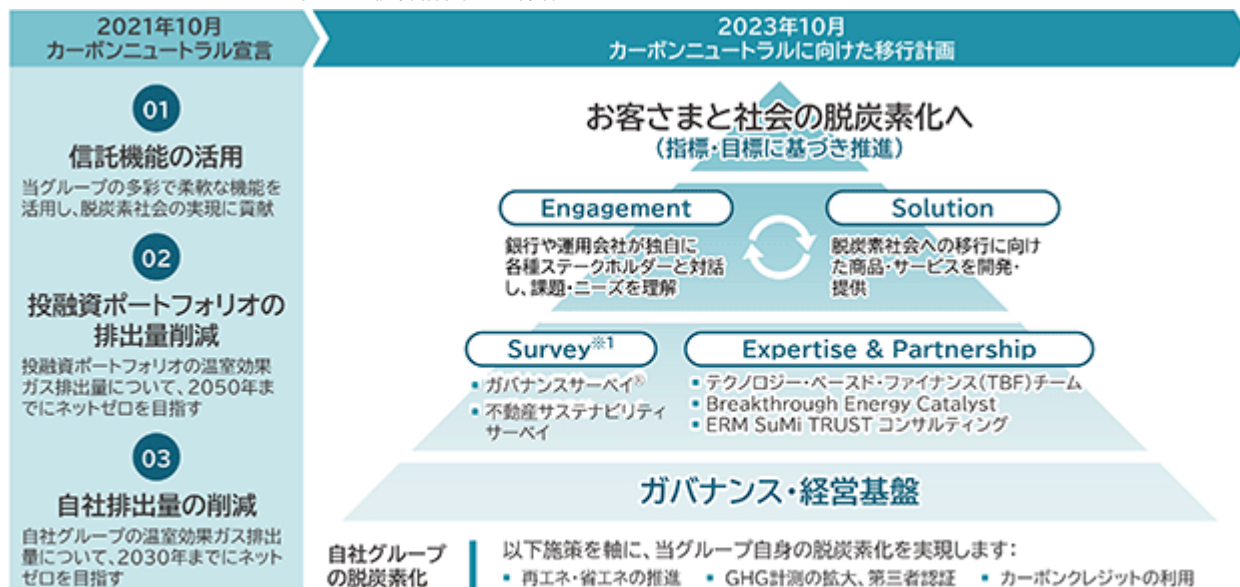 2021年10月
カーボンニュートラル宣言
01
信託機能の活用
当グループの多彩で柔軟な機能を
活用し、脱炭素社会の実現に貢献
02
投融資ポートフォリオの
排出量削減
投融資ポートフォリオの温室効果
ガス排出量について、2050年ま
でにネットゼロを目指す
03
自社排出量の削減
自社グループの温室効果ガス排出
量について、2030年までにネット
ゼロを目指す
2023年10月
カーボンニュートラルに向けた移行計画
お客さまと社会の脱炭素化へ
(指標・目標に基づき推進)
Engagement
銀行や運用会社が独自に
各種ステークホルダーと対話
し、課題・ニーズを理解
Solution
脱炭素社会への移行に向け
た商品・サービスを開発・
提供
Survey※1
▪ ガバナンスサーベイ®
▪ 不動産サステナビリティ
サーベイ
Expertise & Partnership
▪ テクノロジー・ベースド・ファイナンス(TBF)チーム
▪ Breakthrough Energy Catalyst
▪ ERM SuMi TRUST コンサルティング
ガバナンス・経営基盤
自社グループ
の脱炭素化
以下施策を軸に、当グループ自身の脱炭素化を実現します：
▪ 再エネ・省エネの推進 ▪ GHG計測の拡大、第三者認証 ▪ カーボンクレジットの利用